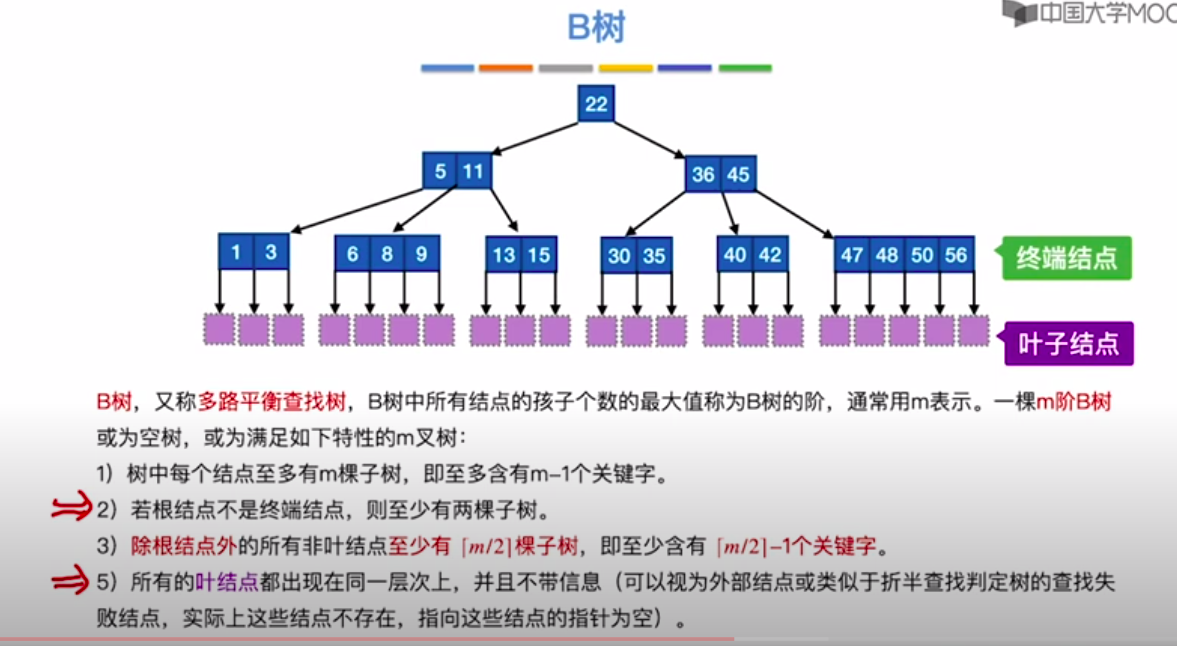 中国大学MOC
B树
22
5 11
36 45
1 3
6 8 9
13 15
30 35
40 42
47 48 50 56
终端结点
叶子结点
B树，又称多路平衡查找树，B树中所有结点的孩子个数的最大值称为B树的阶，通常用m表示。一棵m阶B树
或为空树，或为满足如下特性的m叉树：
1）树中每个结点至多有m棵子树，即至多含有m-1个关键字。
2）若根结点不是终端结点，则至少有两棵子树。
3）除根结点外的所有非叶结点至少有 ⌈m/2⌉棵子树，即至少含有 ⌈m/2⌉-1个关键字。
5）所有的叶结点都出现在同一层次上，并且不带信息（可以视为外部结点或类似于折半查找判定树的查找失
败结点，实际上这些结点不存在，指向这些结点的指针为空）。